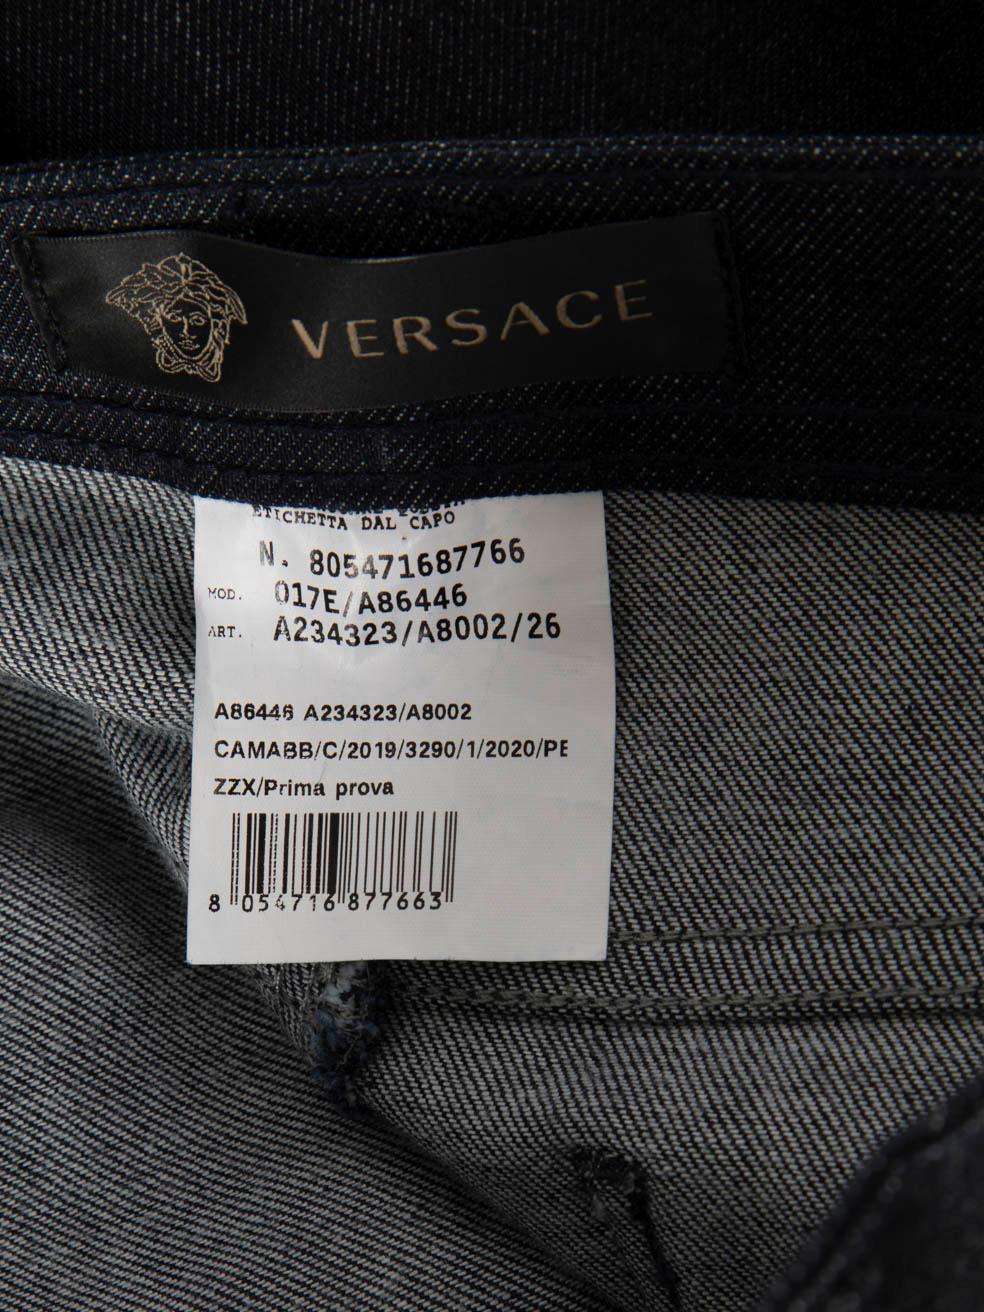 VERSACE
ETICHETTA DAL CAPO
N. 805471687766
MOD. 017E/A86446
ART. A234323/A8002/26
A86446 A234323/A8002
CAMABB/C/2019/3290/1/2020/PE
ZZX/Prima prova
8 054716 877663